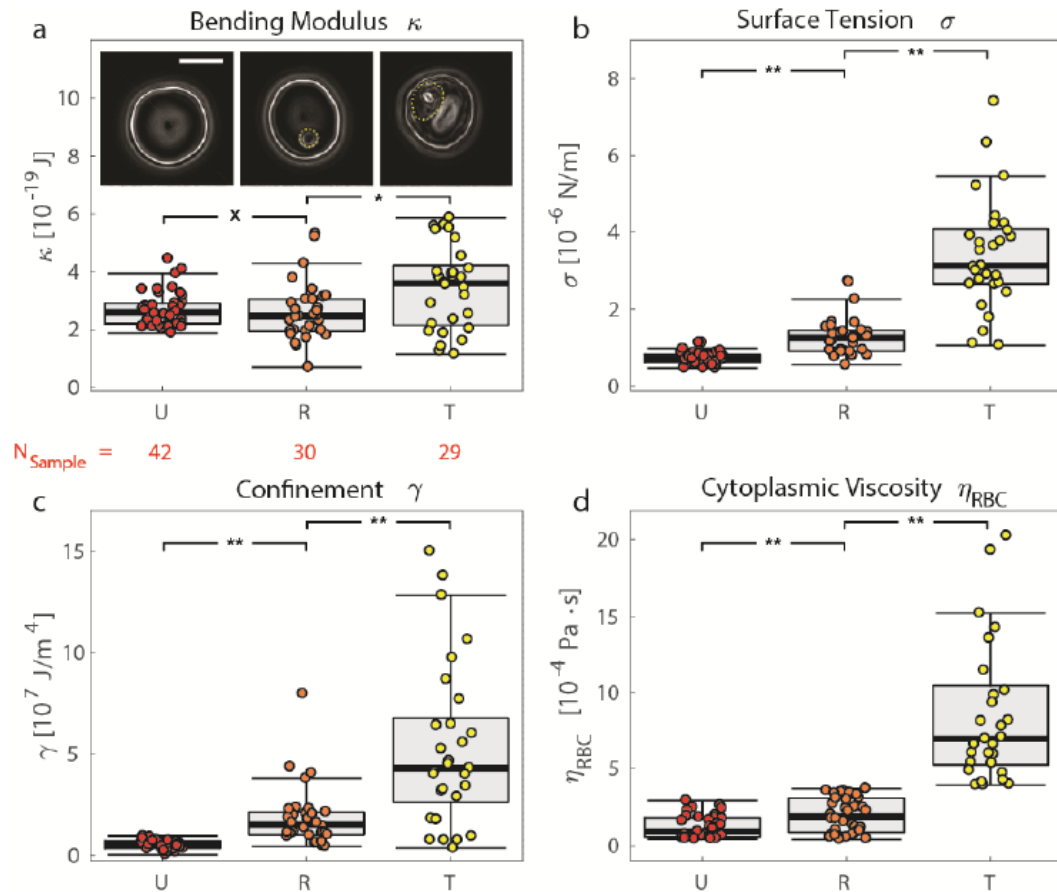 a Bending Modulus κ
κ [10⁻¹⁹ J]
10
8
6
4
2
0
x
*
U R T
b Surface Tension σ
σ [10⁻⁶ N/m]
8
6
4
2
0
**
**
U R T
N_Sample = 42 30 29
c Confinement γ
γ [10⁷ J/m⁴]
15
10
5
0
**
**
U R T
d Cytoplasmic Viscosity η_RBC
η_RBC [10⁻⁴ Pa · s]
20
15
10
5
0
**
**
U R T